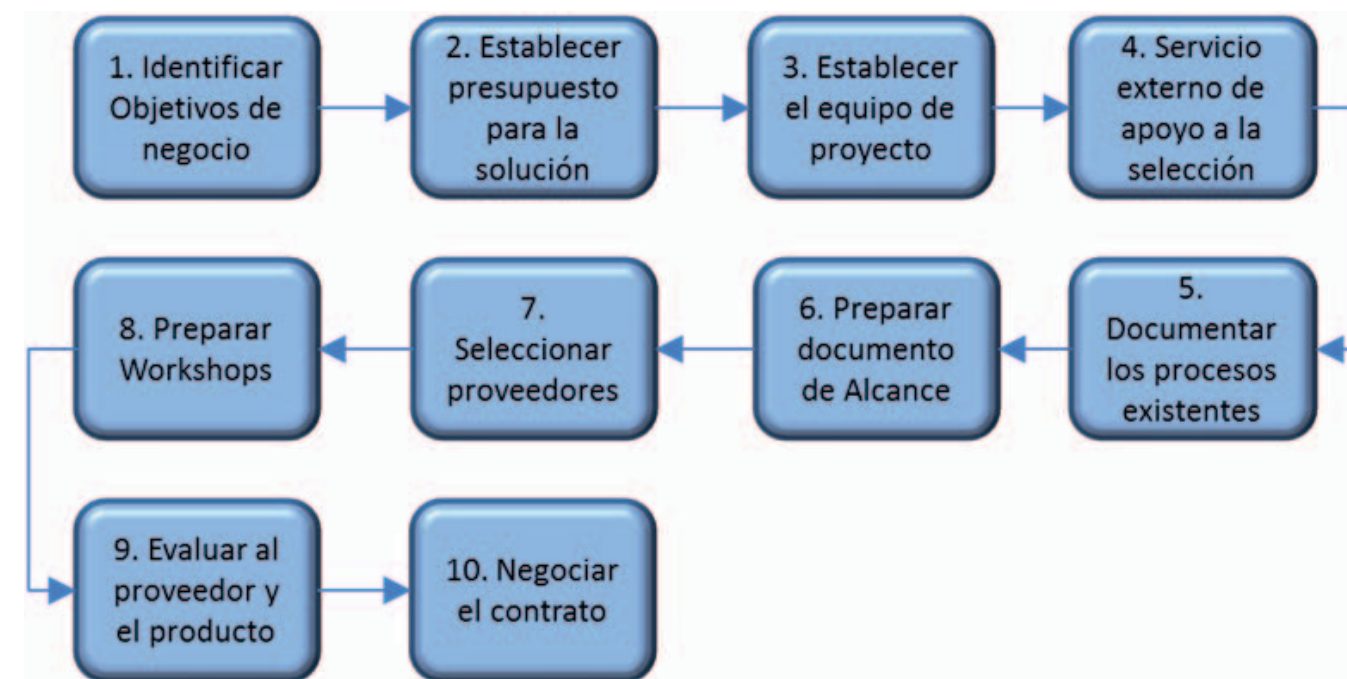 1. Identificar
Objetivos de
negocio
2. Establecer
presupuesto
para la
solución
3. Establecer
el equipo de
proyecto
4. Servicio
externo de
apoyo a la
selección
5.
Documentar
los procesos
existentes
6. Preparar
documento
de Alcance
7.
Seleccionar
proveedores
8. Preparar
Workshops
9. Evaluar al
proveedor y
el producto
10. Negociar
el contrato